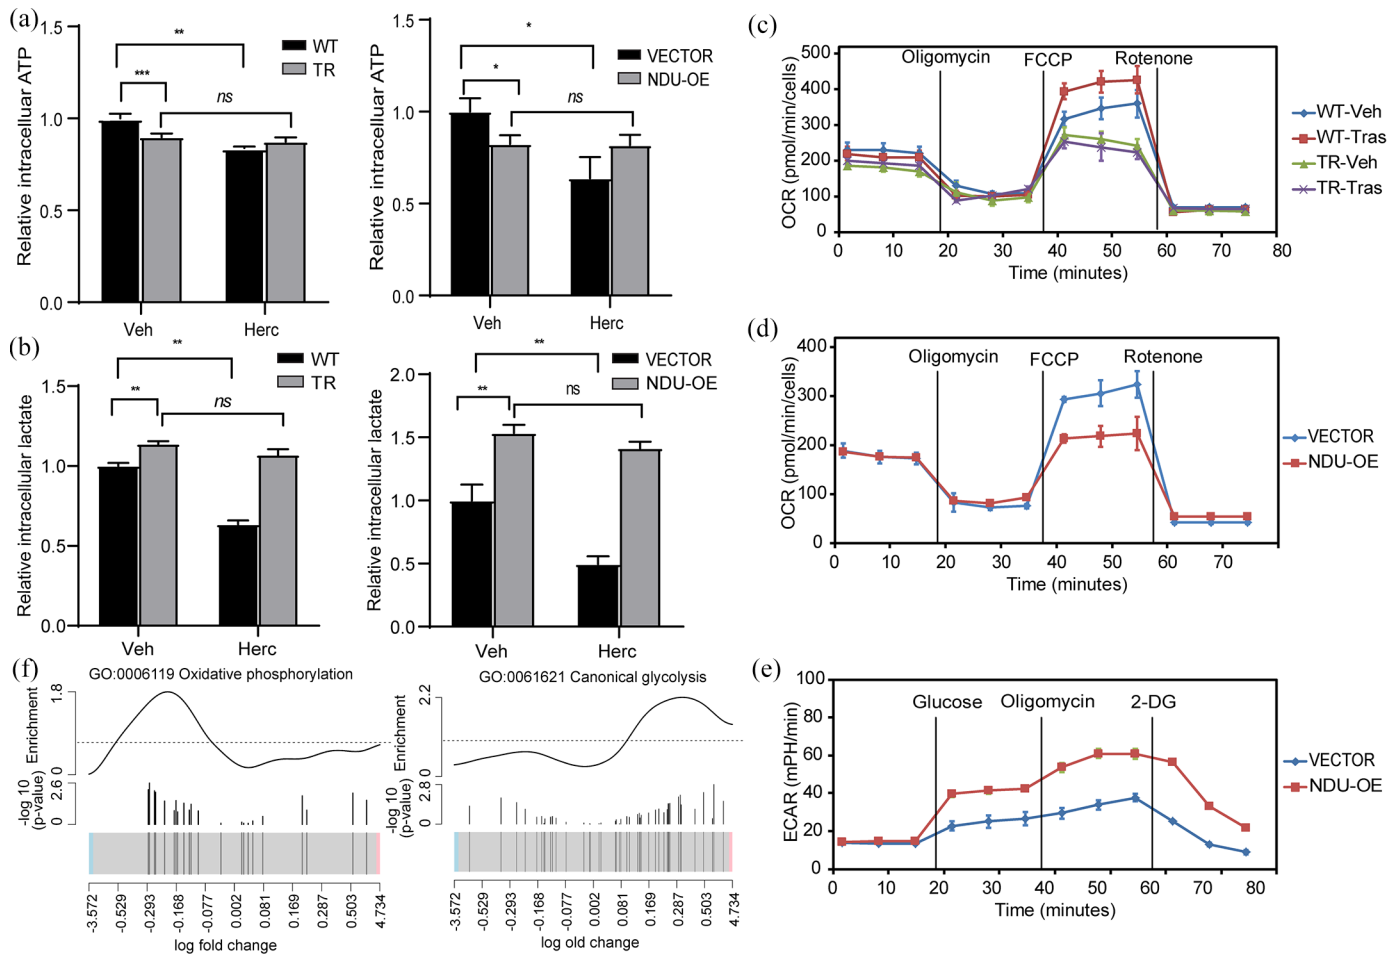 (a)
Relative intracelluar ATP
1.5
1.0
0.5
0.0
**
***
ns
WT
TR
Veh
Herc
Relative intracelluar ATP
1.5
1.0
0.5
0.0
*
*
ns
VECTOR
NDU-OE
Veh
Herc
(b)
Relative intracellular lactate
1.5
1.0
0.5
0.0
**
**
ns
WT
TR
Veh
Herc
Relative intracellular lactate
2.0
1.5
1.0
0.5
0.0
**
**
ns
VECTOR
NDU-OE
Veh
Herc
(c)
OCR (pmol/min/cells)
500
400
300
200
100
0
Oligomycin
FCCP
Rotenone
0 10 20 30 40 50 60 70 80
Time (minutes)
WT-Veh
WT-Tras
TR-Veh
TR-Tras
(d)
OCR (pmol/min/cells)
400
300
200
100
0
Oligomycin
FCCP
Rotenone
0 10 20 30 40 50 60 70 80
Time (minutes)
VECTOR
NDU-OE
(e)
ECAR (mPH/min)
100
80
60
40
20
0
Glucose
Oligomycin
2-DG
0 20 30 40 50 60 70 80
Time (minutes)
VECTOR
NDU-OE
(f)
GO:0006119 Oxidative phosphorylation
Enrichment
1.8
0
-log 10
(p-value)
2.6
0
-3.572 -0.529 -0.293 -0.168 -0.077 0.002 0.081 0.169 0.287 0.503 4.734
log fold change
GO:0061621 Canonical glycolysis
Enrichment
2.2
0
-log 10
(p-value)
2.8
0
-3.572 -0.529 -0.293 -0.168 -0.077 0.002 0.081 0.169 0.287 0.503 4.734
log old change